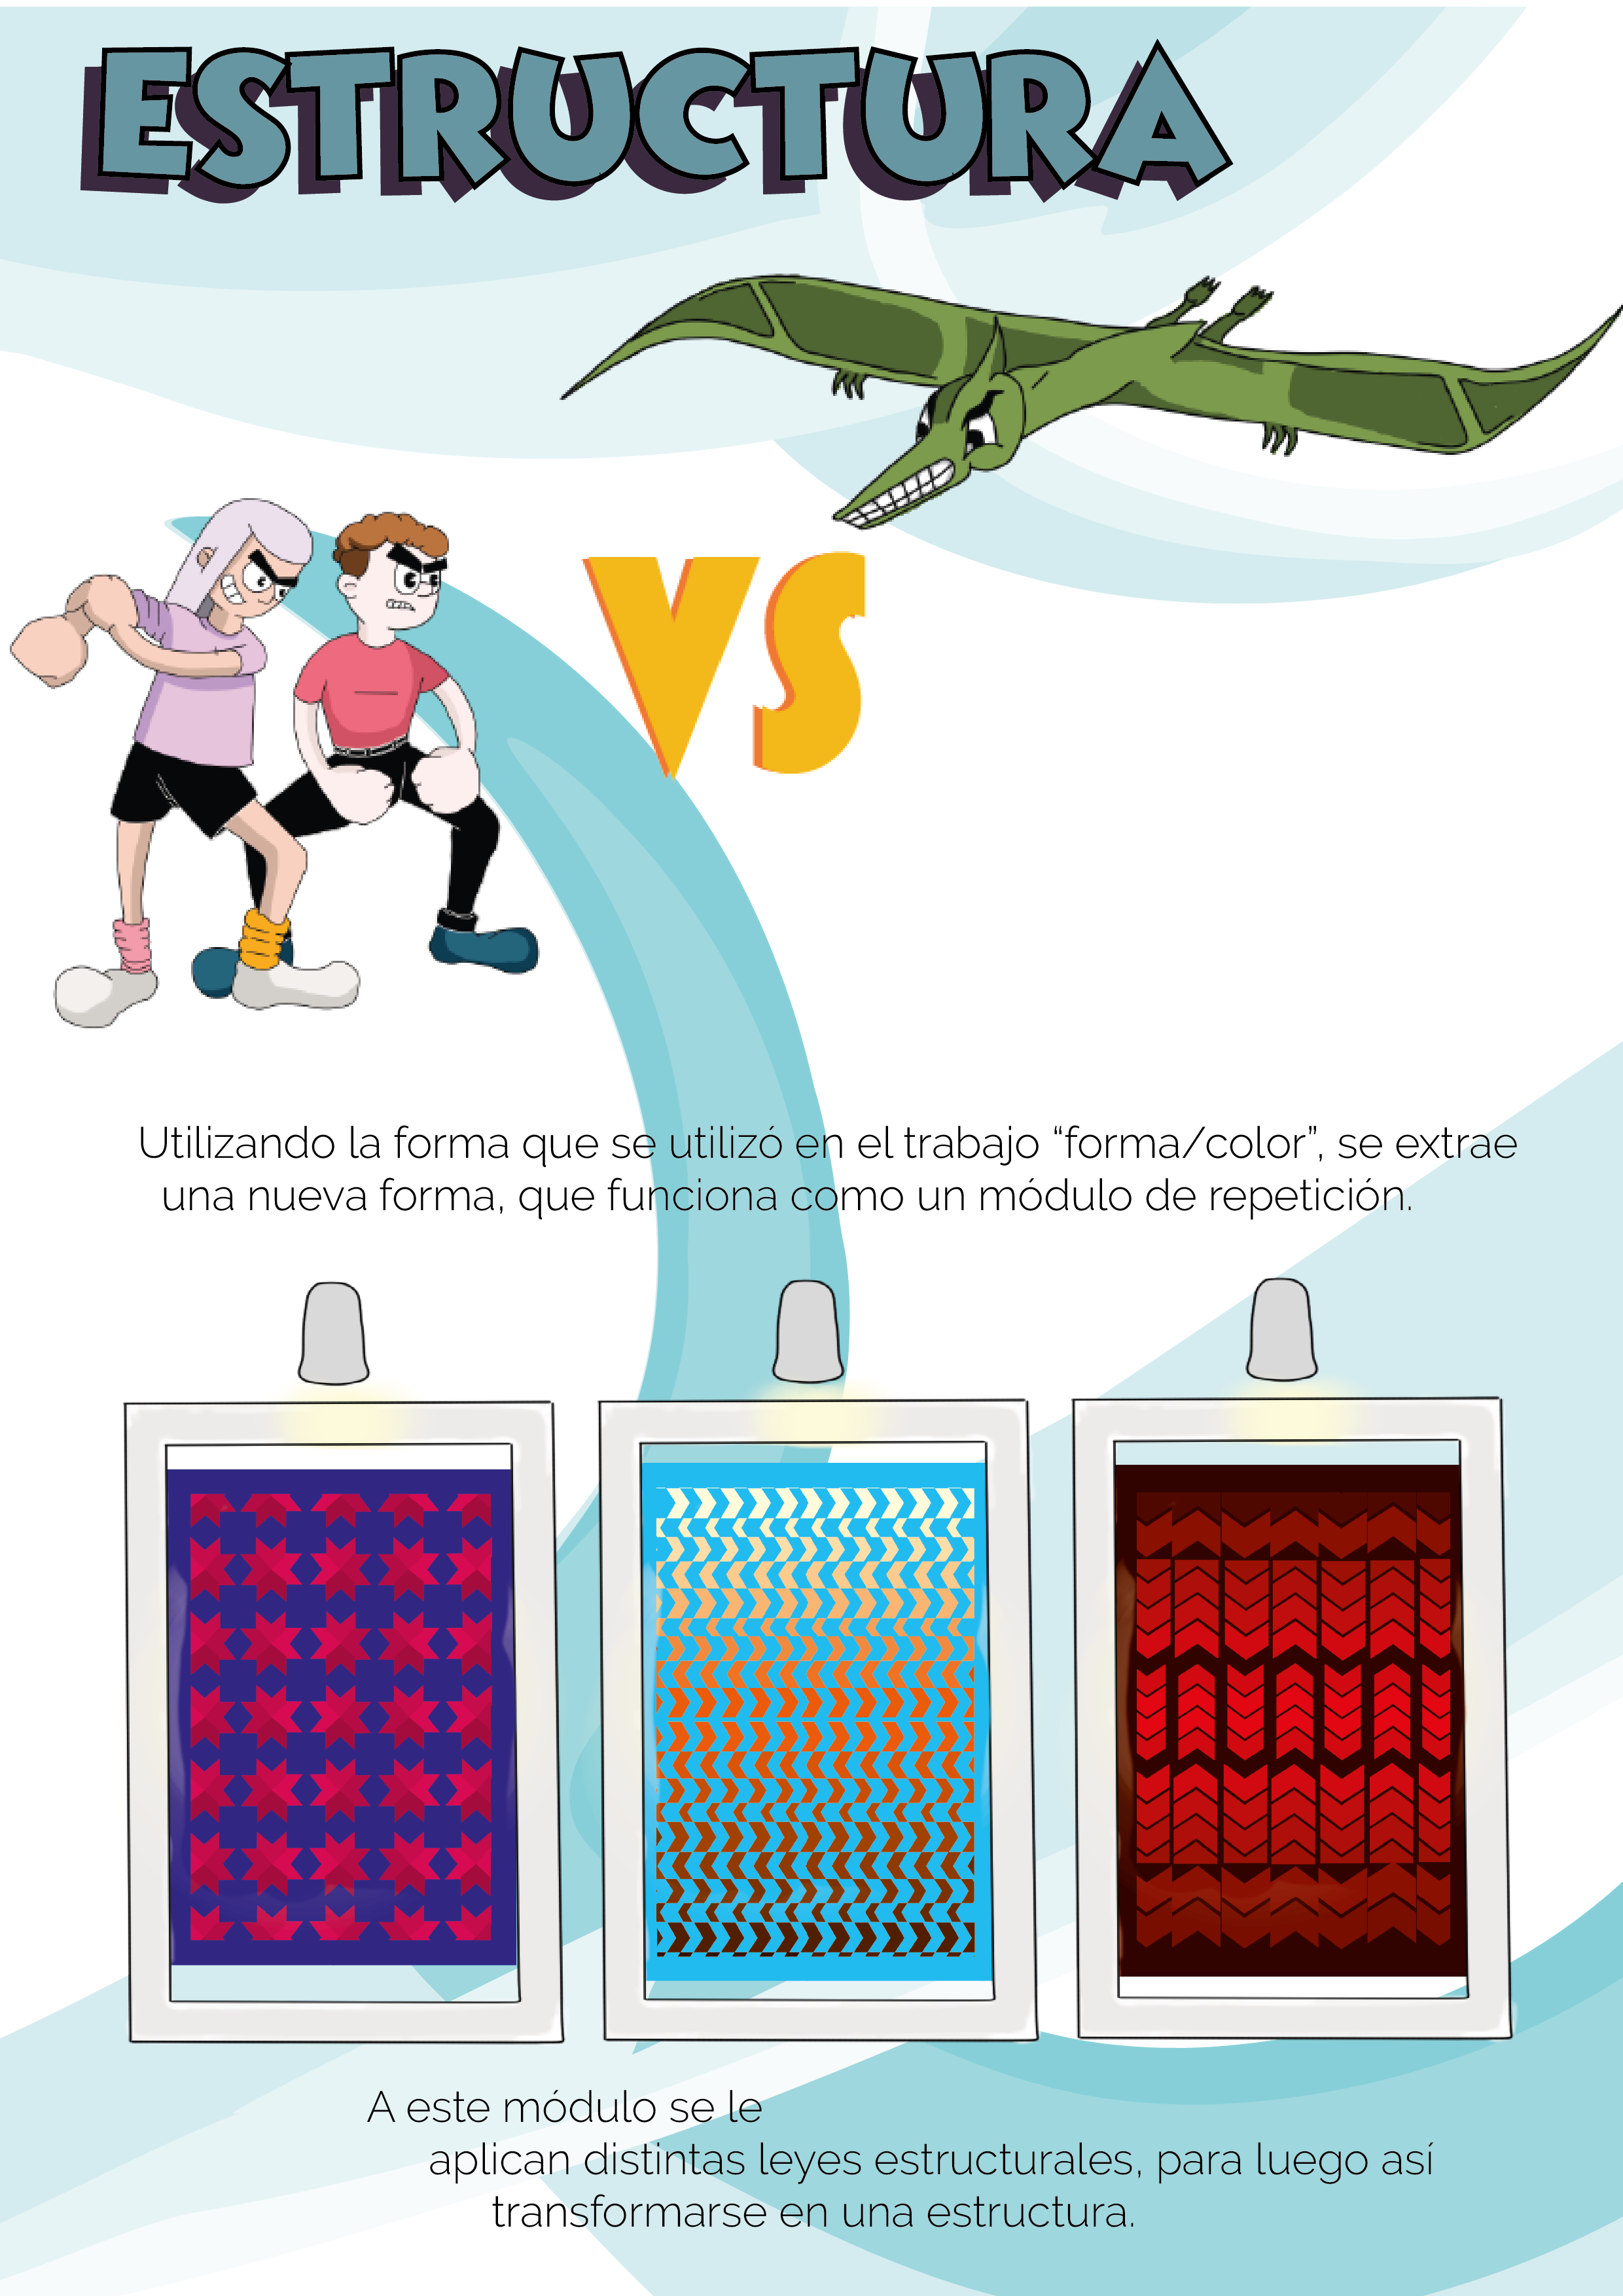 ESTRUCTURA
VS
Utilizando la forma que se utilizó en el trabajo “forma/color”, se extrae
una nueva forma, que funciona como un módulo de repetición.
A este módulo se le
aplican distintas leyes estructurales, para luego así
transformarse en una estructura.